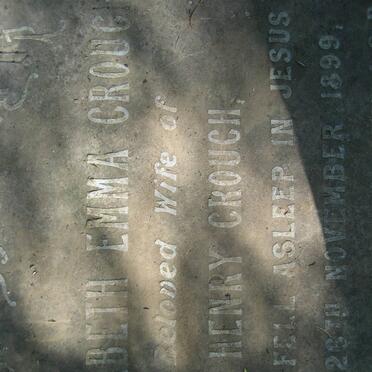 BETH EMMA CROUC
Beloved Wife of
HENRY CROUCH,
FELL ASLEEP IN JESUS
28TH NOVEMBER 1899,